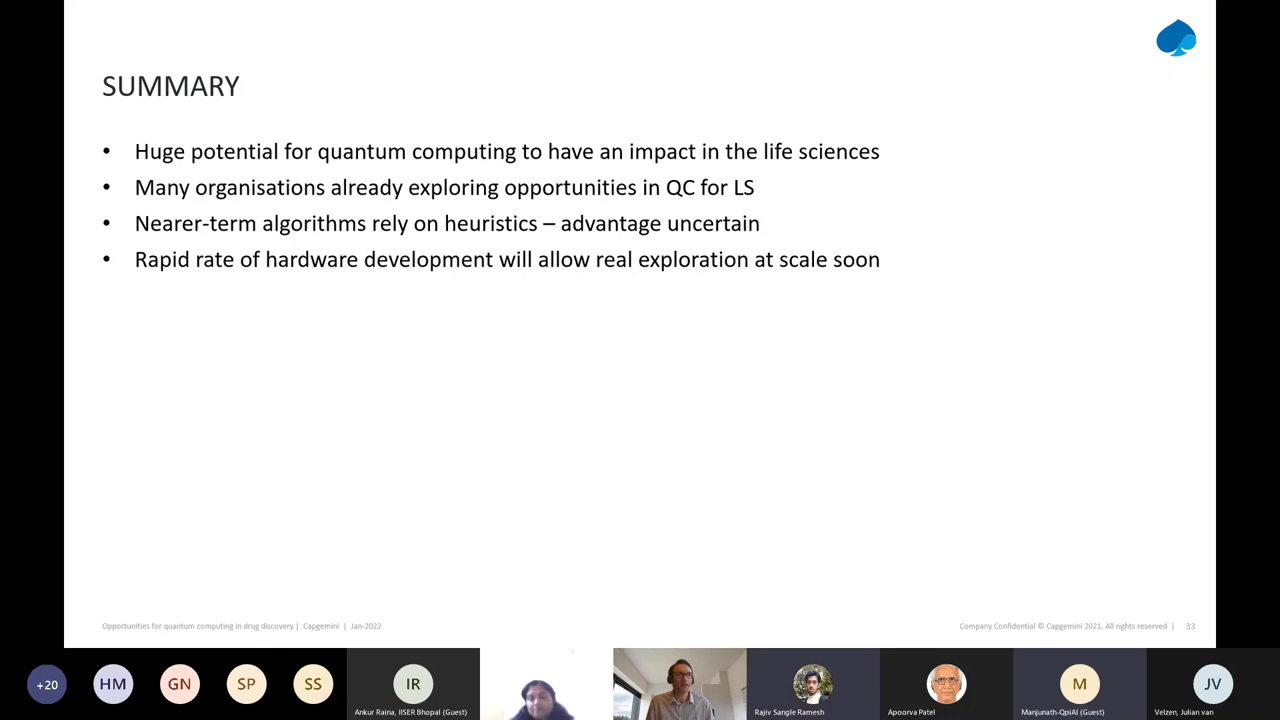 SUMMARY
• Huge potential for quantum computing to have an impact in the life sciences
• Many organisations already exploring opportunities in QC for LS
• Nearer-term algorithms rely on heuristics – advantage uncertain
• Rapid rate of hardware development will allow real exploration at scale soon
Opportunities for quantum computing in drug discovery | Capgemini | Jan-2022
Company Confidential © Capgemini 2021. All rights reserved | 33
+20
HM
GN
SP
SS
IR
Ankur Raina, IISER Bhopal (Guest)
Rajiv Sangle Ramesh
Apoorva Patel
M
Manjunath-QpiAI (Guest)
JV
Velzen, Julian van